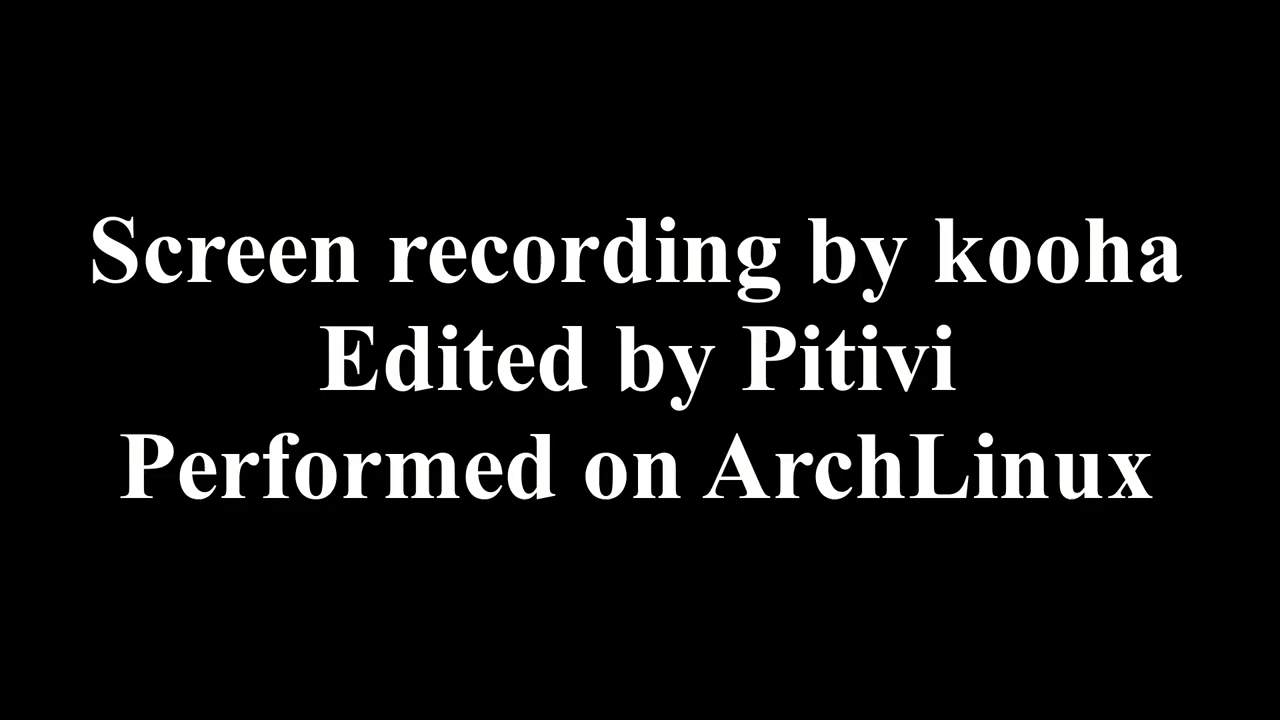 Screen recording by kooha
Edited by Pitivi
Performed on ArchLinux